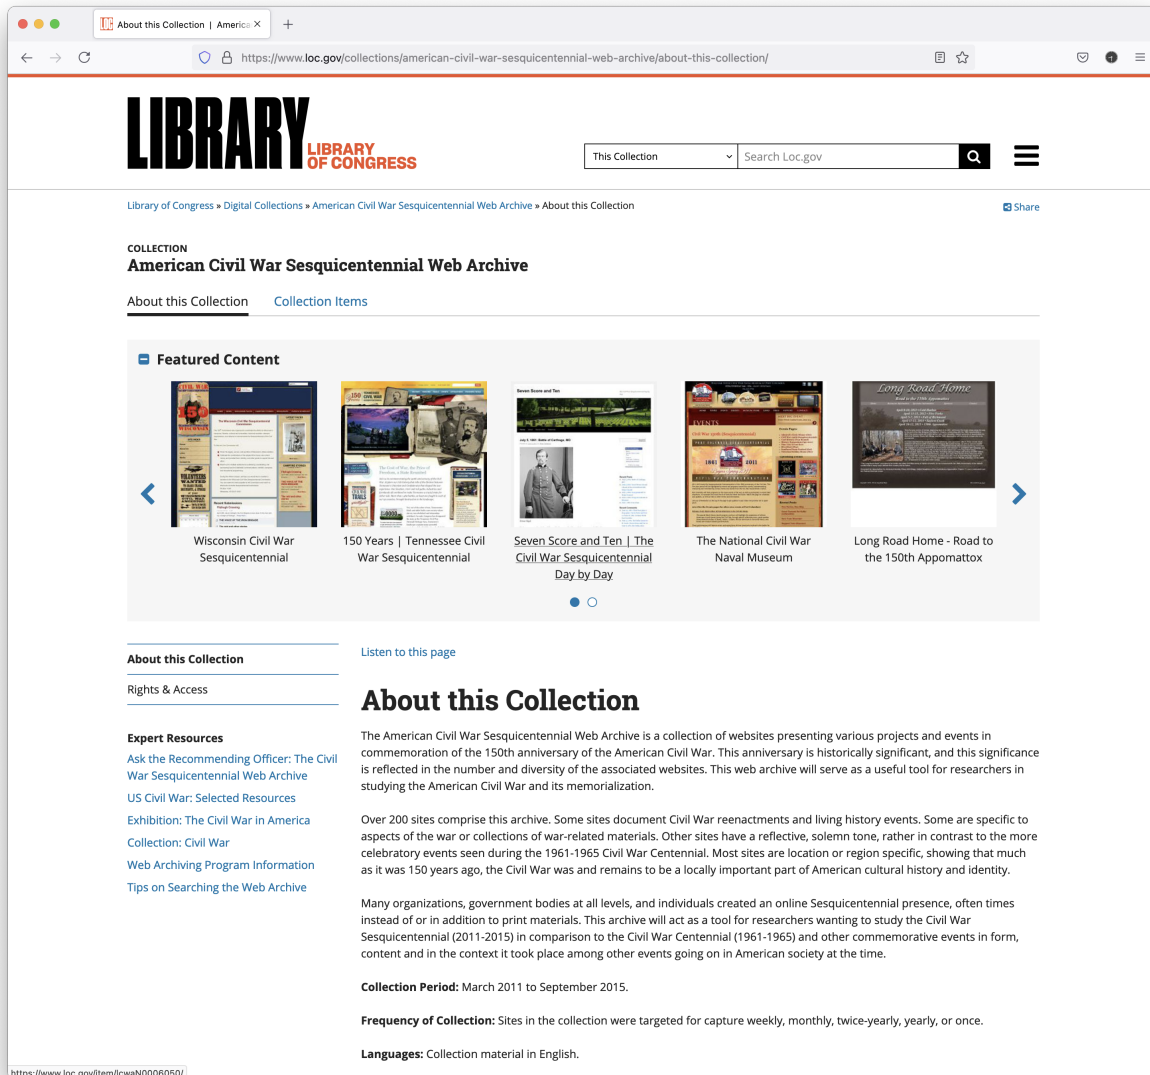 About this Collection | America
https://www.loc.gov/collections/american-civil-war-sesquicentennial-web-archive/about-this-collection/
LIBRARY
LIBRARY
OF CONGRESS
This Collection
Search Loc.gov
Library of Congress » Digital Collections » American Civil War Sesquicentennial Web Archive » About this Collection
Share
COLLECTION
American Civil War Sesquicentennial Web Archive
About this Collection
Collection Items
Featured Content
Seven Score and Ten
EVENTS
1861 2011
Long Road Home
Wisconsin Civil War
Sesquicentennial
150 Years | Tennessee Civil
War Sesquicentennial
Seven Score and Ten | The
Civil War Sesquicentennial
Day by Day
The National Civil War
Naval Museum
Long Road Home - Road to
the 150th Appomattox
About this Collection
Rights & Access
Expert Resources
Ask the Recommending Officer: The Civil
War Sesquicentennial Web Archive
US Civil War: Selected Resources
Exhibition: The Civil War in America
Collection: Civil War
Web Archiving Program Information
Tips on Searching the Web Archive
Listen to this page
About this Collection
The American Civil War Sesquicentennial Web Archive is a collection of websites presenting various projects and events in
commemoration of the 150th anniversary of the American Civil War. This anniversary is historically significant, and this significance
is reflected in the number and diversity of the associated websites. This web archive will serve as a useful tool for researchers in
studying the American Civil War and its memorialization.
Over 200 sites comprise this archive. Some sites document Civil War reenactments and living history events. Some are specific to
aspects of the war or collections of war-related materials. Other sites have a reflective, solemn tone, rather in contrast to the more
celebratory events seen during the 1961-1965 Civil War Centennial. Most sites are location or region specific, showing that much
as it was 150 years ago, the Civil War was and remains to be a locally important part of American cultural history and identity.
Many organizations, government bodies at all levels, and individuals created an online Sesquicentennial presence, often times
instead of or in addition to print materials. This archive will act as a tool for researchers wanting to study the Civil War
Sesquicentennial (2011-2015) in comparison to the Civil War Centennial (1961-1965) and other commemorative events in form,
content and in the context it took place among other events going on in American society at the time.
Collection Period: March 2011 to September 2015.
Frequency of Collection: Sites in the collection were targeted for capture weekly, monthly, twice-yearly, yearly, or once.
Languages: Collection material in English.
https://www.loc.gov/item/lcwaN0006050/